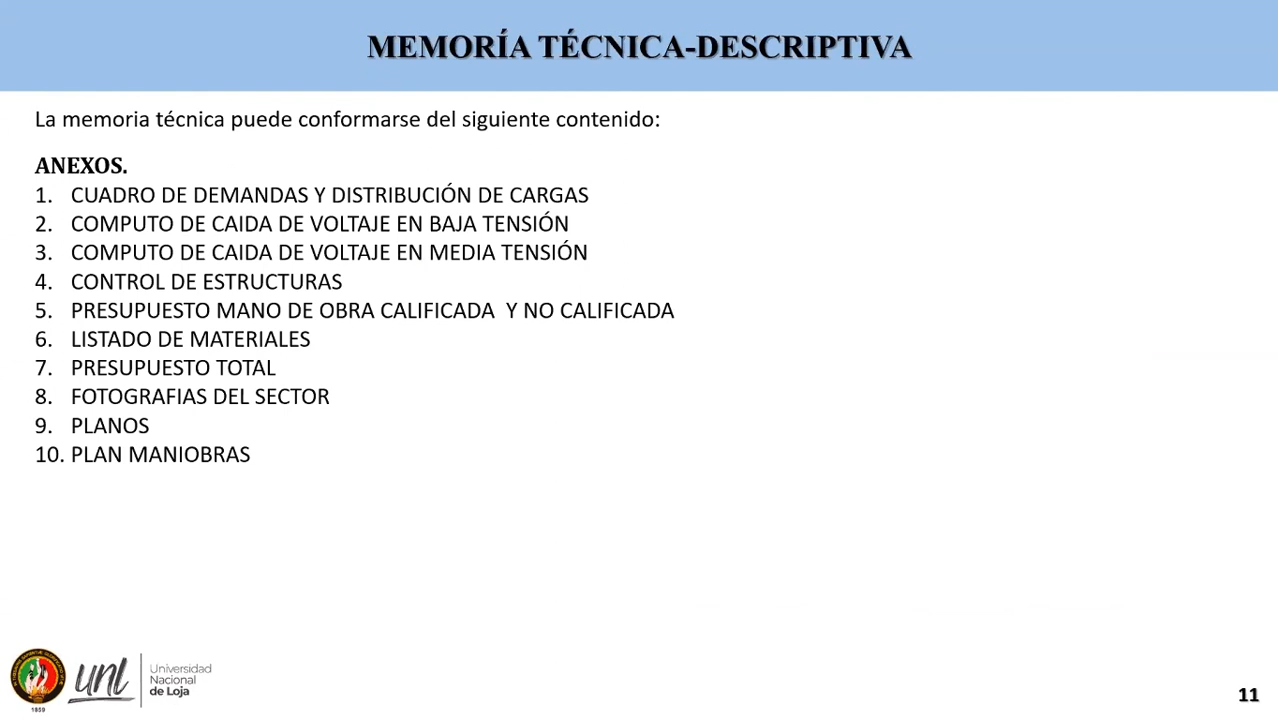 MEMORÍA TÉCNICA-DESCRIPTIVA
La memoria técnica puede conformarse del siguiente contenido:
ANEXOS.
1. CUADRO DE DEMANDAS Y DISTRIBUCIÓN DE CARGAS
2. COMPUTO DE CAIDA DE VOLTAJE EN BAJA TENSIÓN
3. COMPUTO DE CAIDA DE VOLTAJE EN MEDIA TENSIÓN
4. CONTROL DE ESTRUCTURAS
5. PRESUPUESTO MANO DE OBRA CALIFICADA Y NO CALIFICADA
6. LISTADO DE MATERIALES
7. PRESUPUESTO TOTAL
8. FOTOGRAFIAS DEL SECTOR
9. PLANOS
10. PLAN MANIOBRAS
1859
unl
Universidad
Nacional
de Loja
11